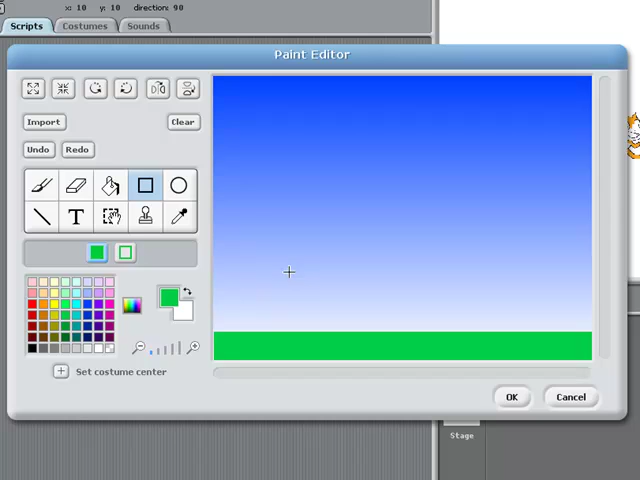 x: 10 y: 10 direction: 90
Scripts Costumes Sounds
Paint Editor
Import Clear
Undo Redo
T
Set costume center
OK Cancel
Stage